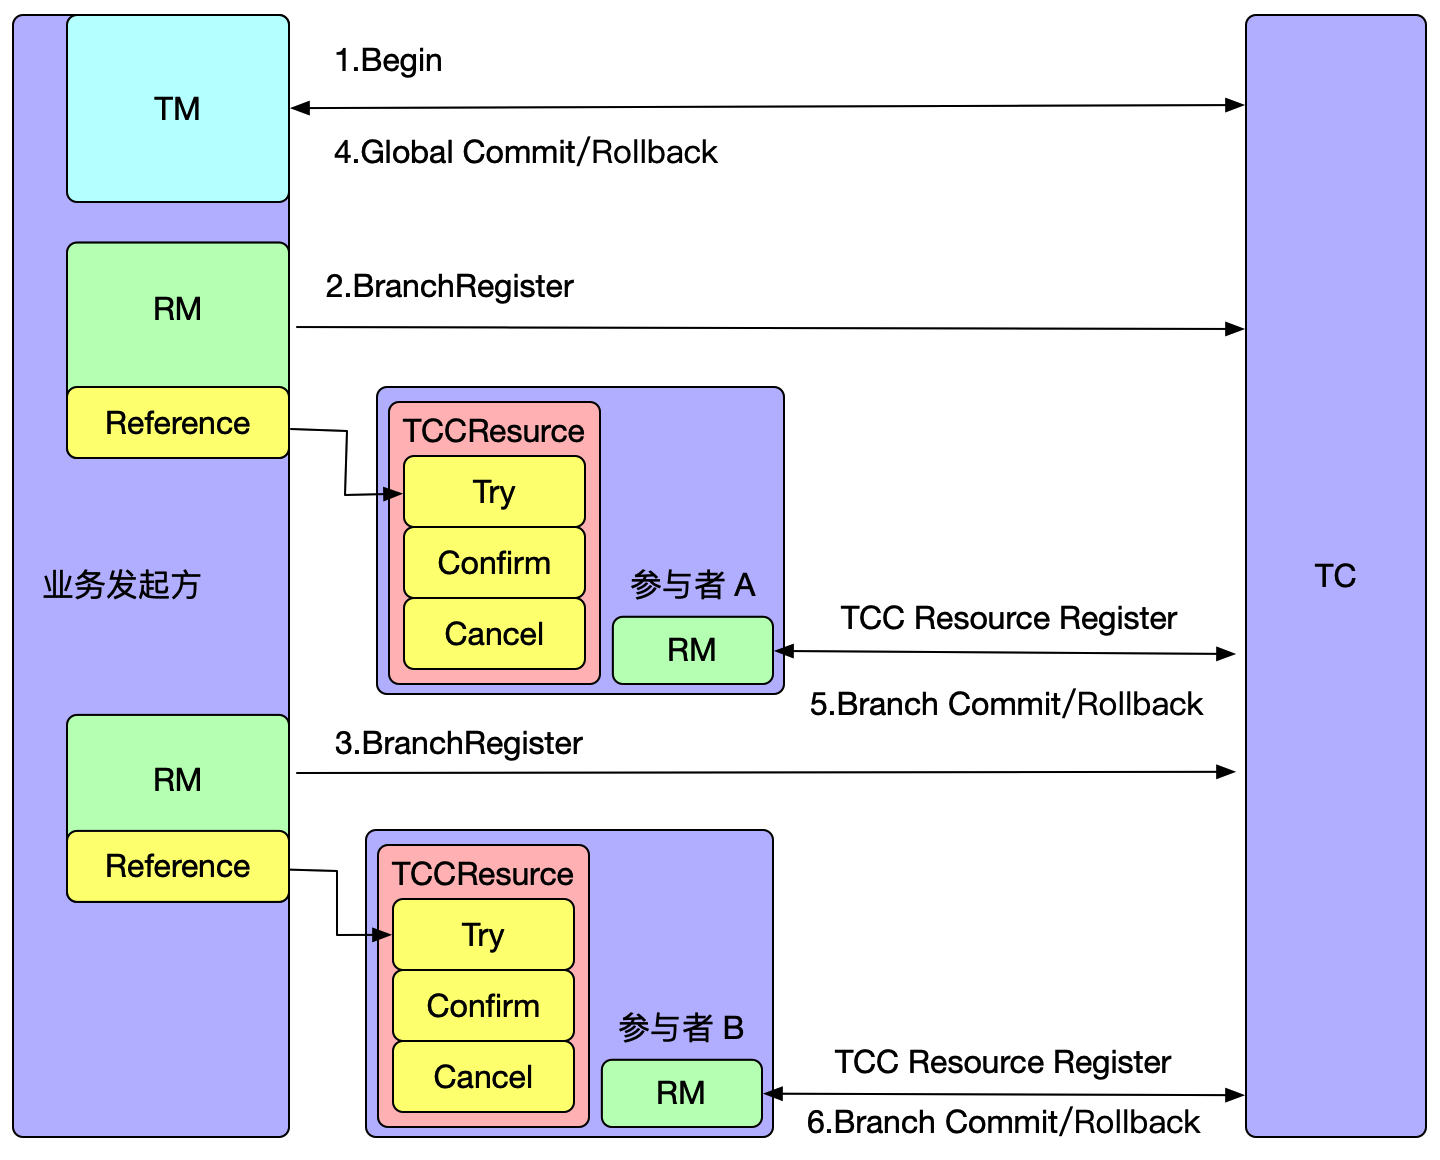 TM
1.Begin
4.Global Commit/Rollback
RM
2.BranchRegister
Reference
TCCResurce
Try
Confirm
Cancel
参与者 A
RM
业务发起方
TCC Resource Register
5.Branch Commit/Rollback
TC
RM
3.BranchRegister
Reference
TCCResurce
Try
Confirm
Cancel
参与者 B
RM
TCC Resource Register
6.Branch Commit/Rollback